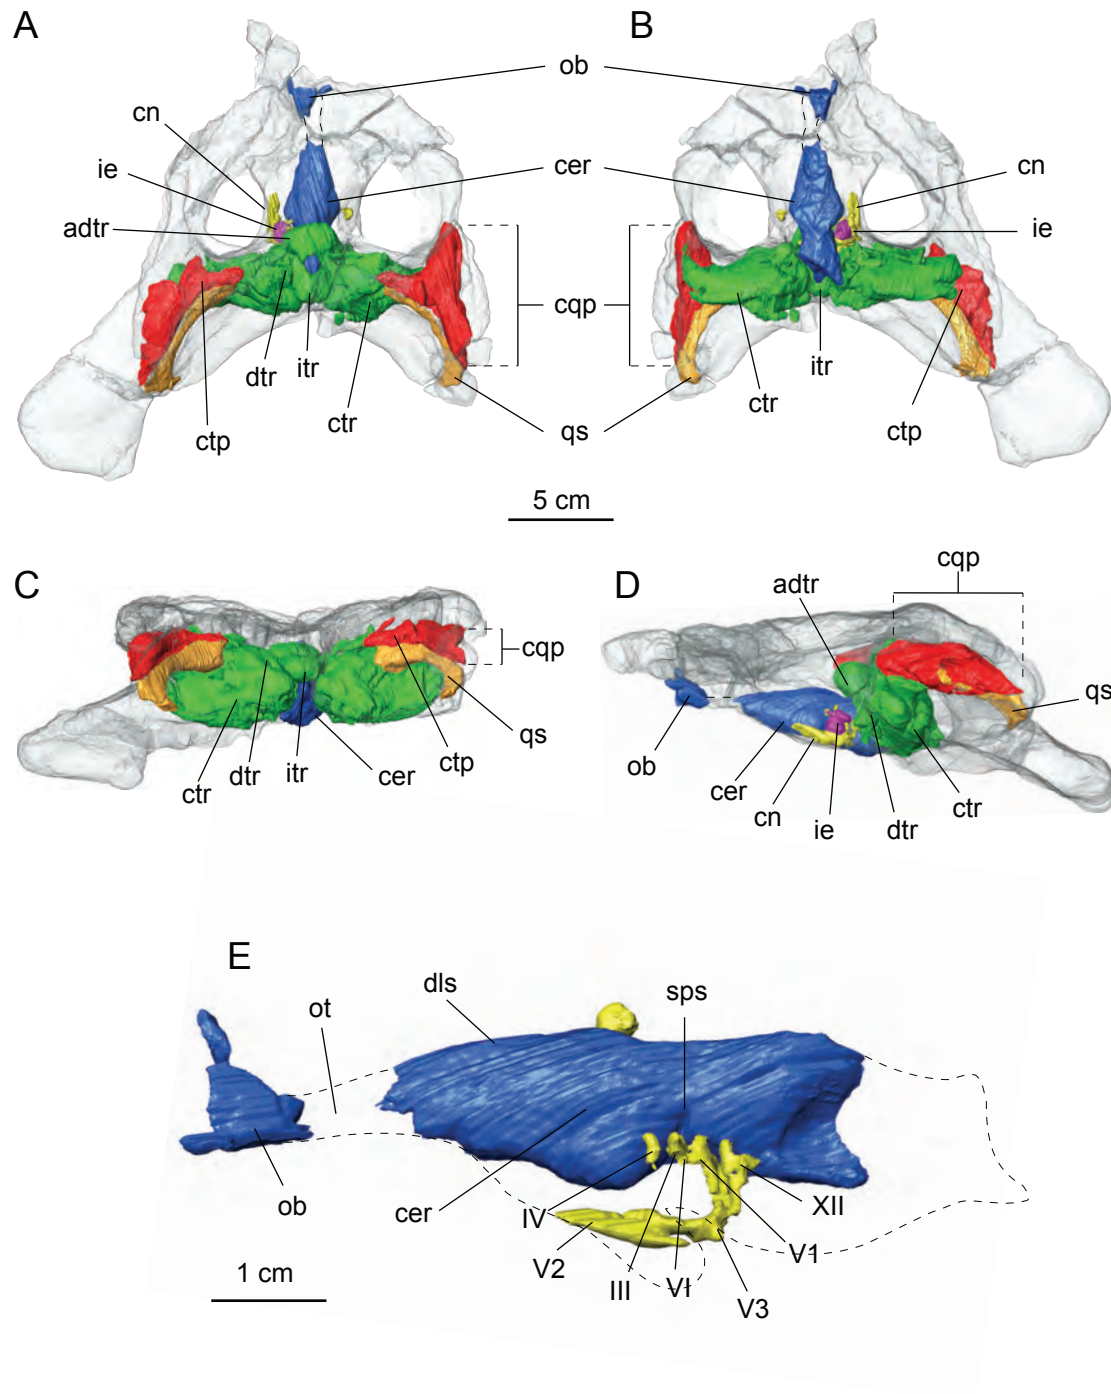 A
B
ob
cn
cer
cn
ie
ie
adtr
cqp
dtr
itr
itr
ctr
ctr
ctp
qs
ctp
5 cm
C
D
cqp
adtr
cqp
qs
qs
ob
ctp
cer
itr
dtr
ctr
cer
cn
ie
dtr
ctr
E
dls
sps
ot
ob
cer
IV
XII
V2
V1
III
VI
V3
1 cm